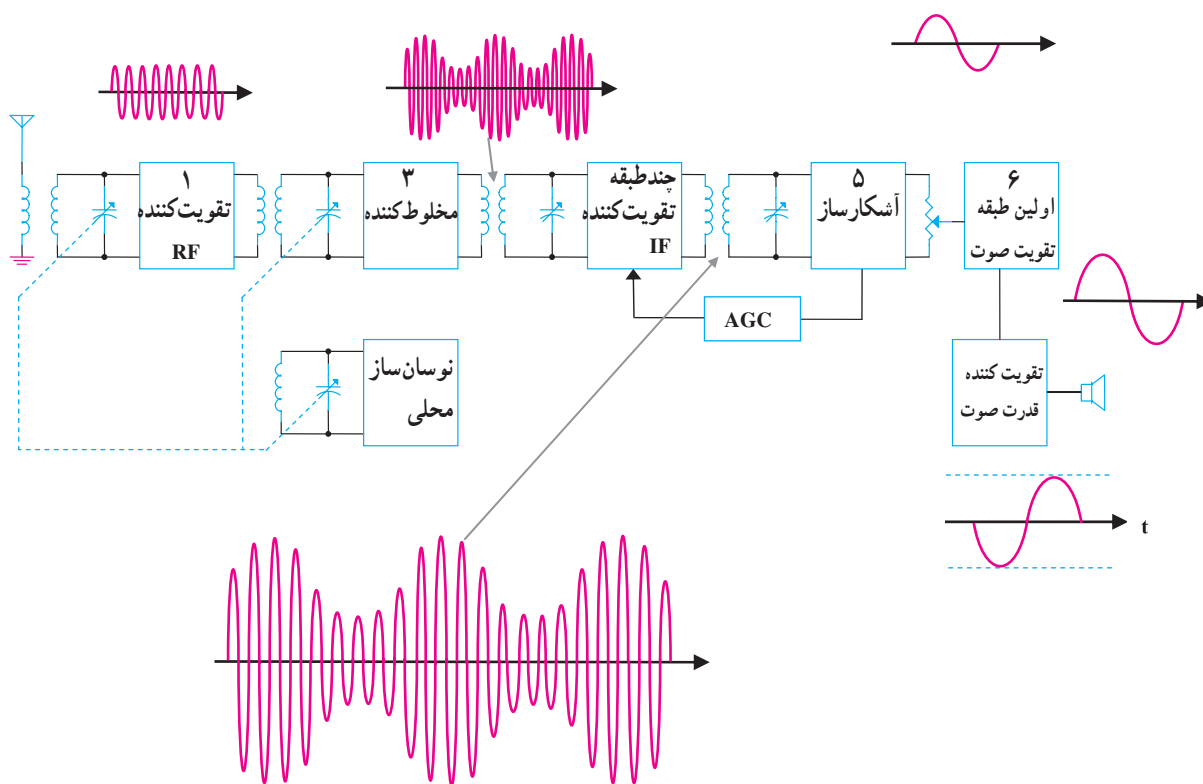 ۱
تقویت‌کننده
RF
۳
مخلوط‌کننده
چندطبقه
تقویت‌کننده
IF
۵
آشکارساز
۶
اولین طبقه
تقویت صوت
AGC
نوسان‌ساز
محلی
تقویت کننده
قدرت صوت
t